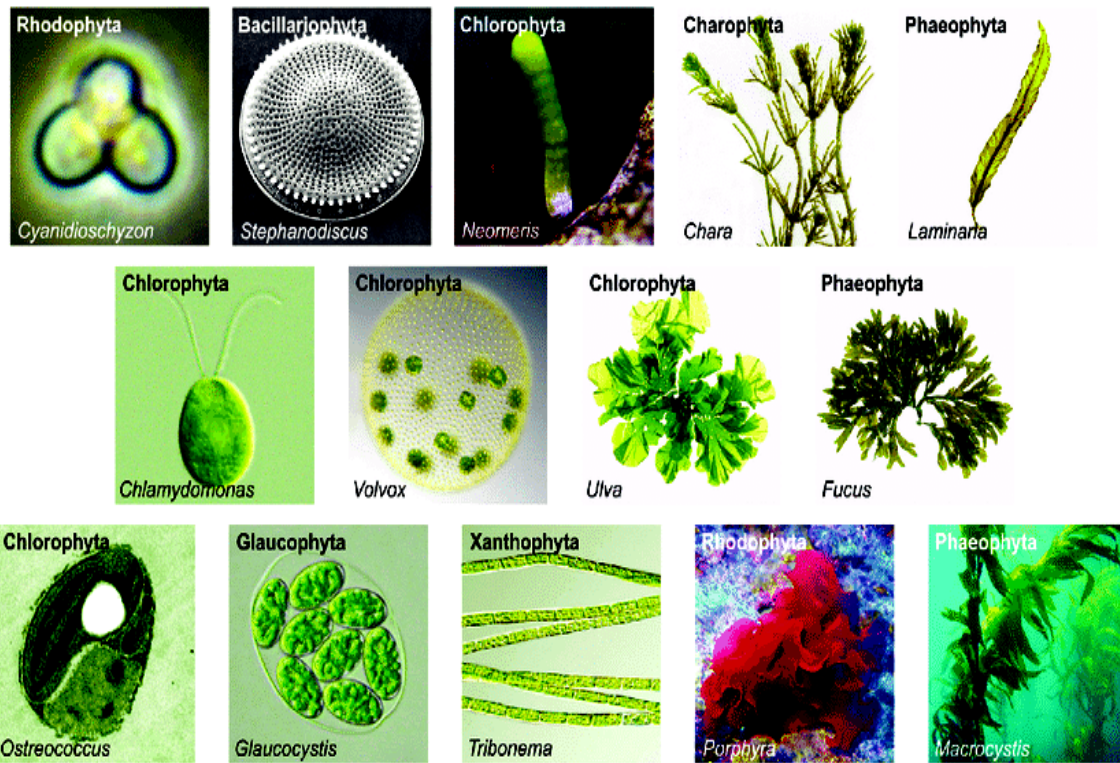 Rhodophyta
Cyanidioschyzon
Bacillariophyta
Stephanodiscus
Chlorophyta
Neomeris
Charophyta
Chara
Phaeophyta
Laminaria
Chlorophyta
Chlamydomonas
Chlorophyta
Volvox
Chlorophyta
Ulva
Phaeophyta
Fucus
Chlorophyta
Ostreococcus
Glaucophyta
Glaucocystis
Xanthophyta
Tribonema
Rhodophyta
Porphyra
Phaeophyta
Macrocystis